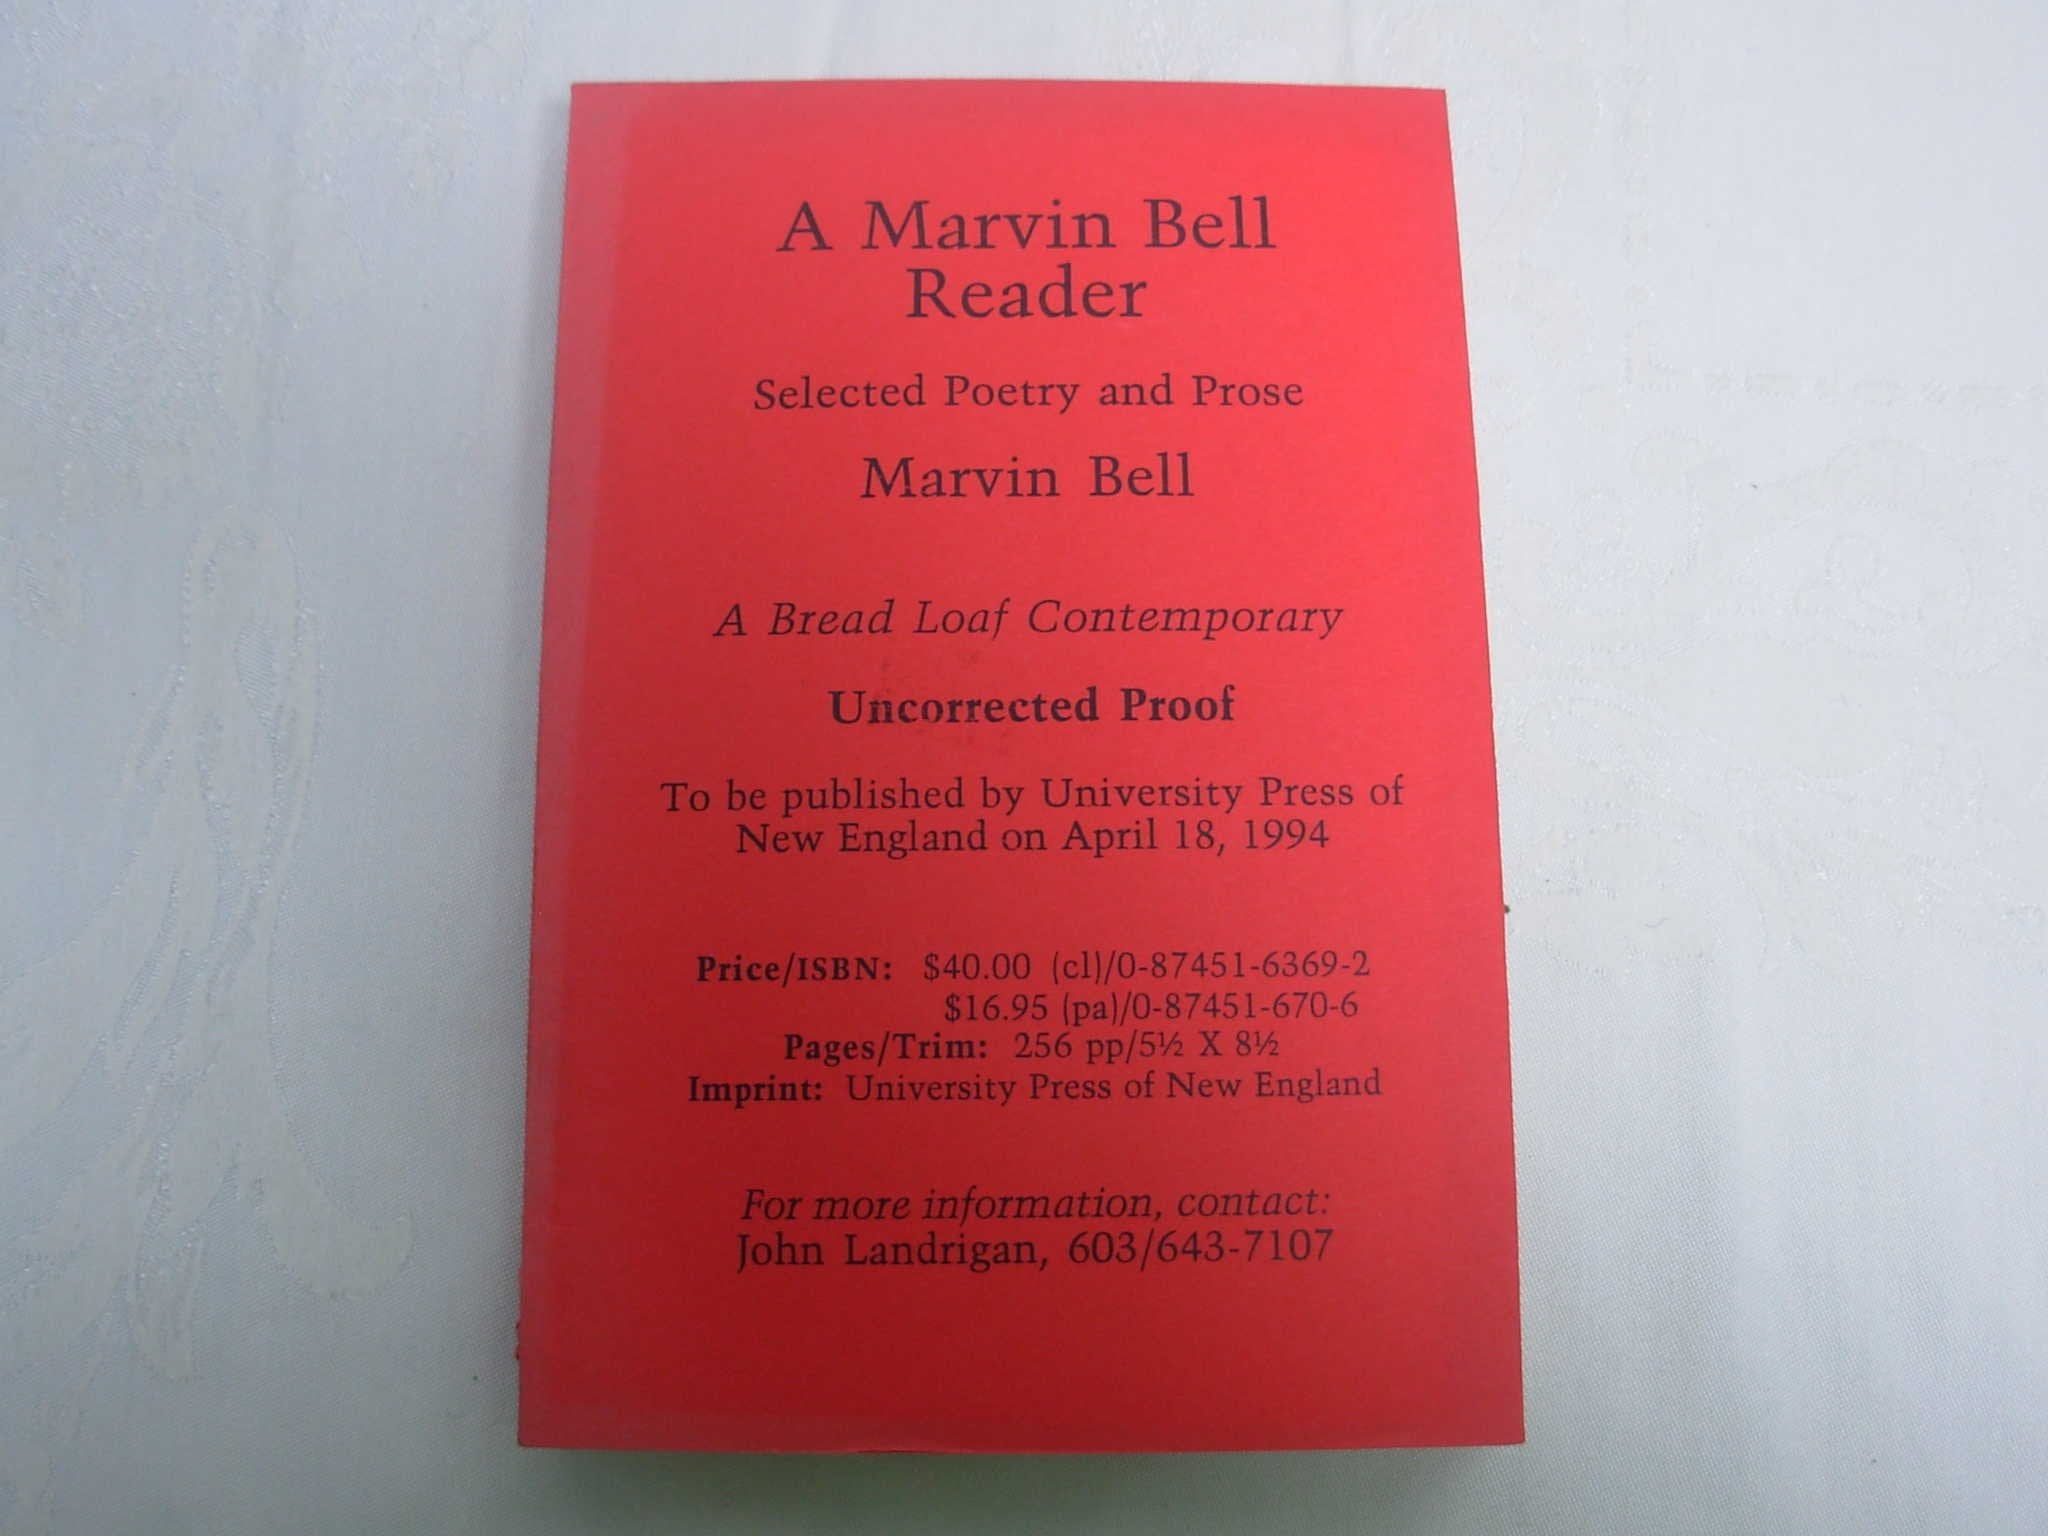 A Marvin Bell
Reader
Selected Poetry and Prose
Marvin Bell
A Bread Loaf Contemporary
Uncorrected Proof
To be published by University Press of
New England on April 18, 1994
Price/ISBN: $40.00 (cl)/0-87451-6369-2
$16.95 (pa)/0-87451-670-6
Pages/Trim: 256 pp/5½ X 8½
Imprint: University Press of New England
For more information, contact:
John Landrigan, 603/643-7107